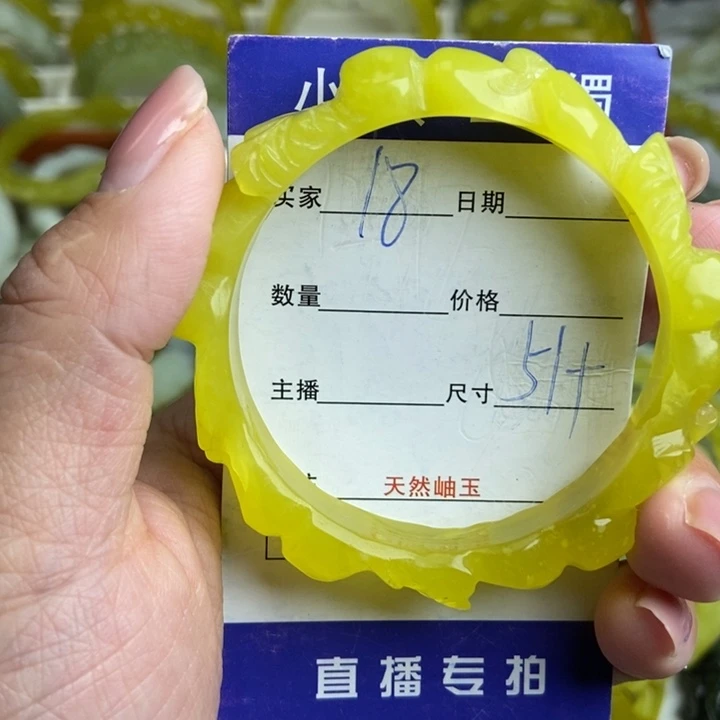 小
买家 18 日期
数量 价格
主播 尺寸 51+
天然岫玉
直播专拍